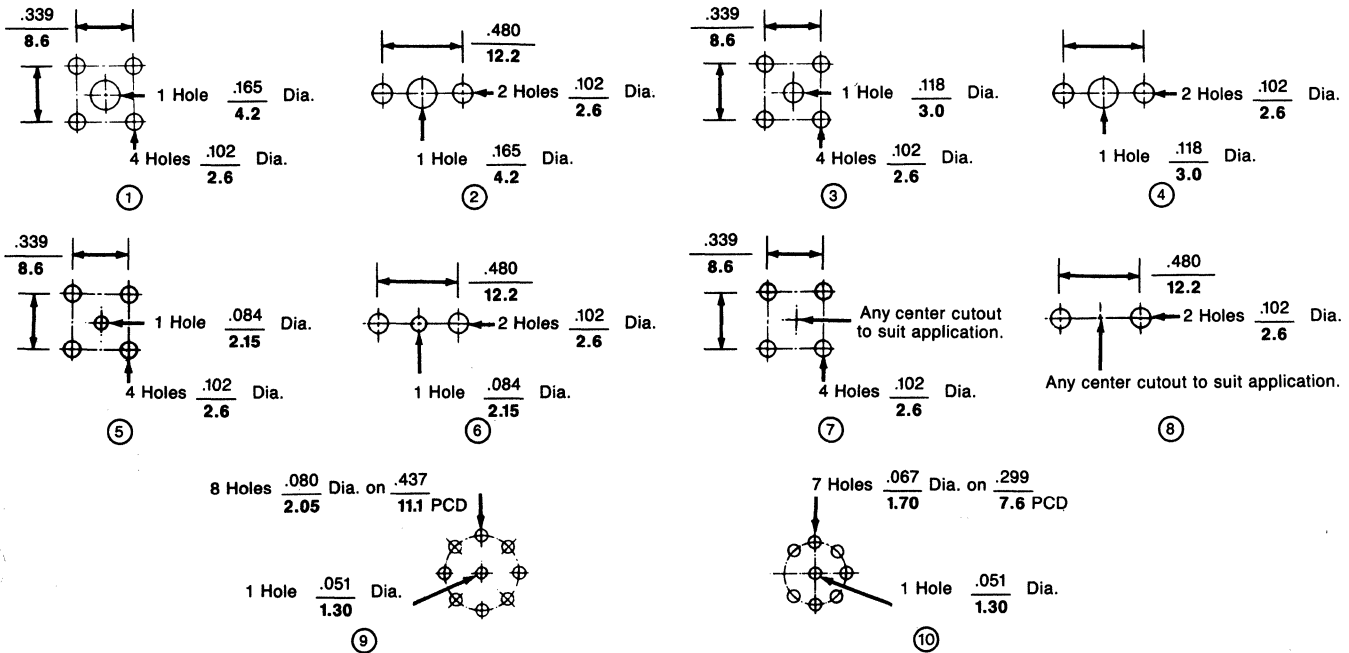 .339
8.6
1 Hole .165 Dia.
4.2
4 Holes .102 Dia.
2.6
1
.480
12.2
2 Holes .102 Dia.
2.6
1 Hole .165 Dia.
4.2
2
.339
8.6
1 Hole .118 Dia.
3.0
4 Holes .102 Dia.
2.6
3
2 Holes .102 Dia.
2.6
1 Hole .118 Dia.
3.0
4
.339
8.6
1 Hole .084 Dia.
2.15
4 Holes .102 Dia.
2.6
5
.480
12.2
2 Holes .102 Dia.
2.6
1 Hole .084 Dia.
2.15
6
.339
8.6
Any center cutout
to suit application.
4 Holes .102 Dia.
2.6
7
.480
12.2
2 Holes .102 Dia.
2.6
Any center cutout to suit application.
8
8 Holes .080 Dia. on .437
2.05 11.1 PCD
1 Hole .051 Dia.
1.30
9
7 Holes .067 Dia. on .299
1.70 7.6 PCD
1 Hole .051 Dia.
1.30
10